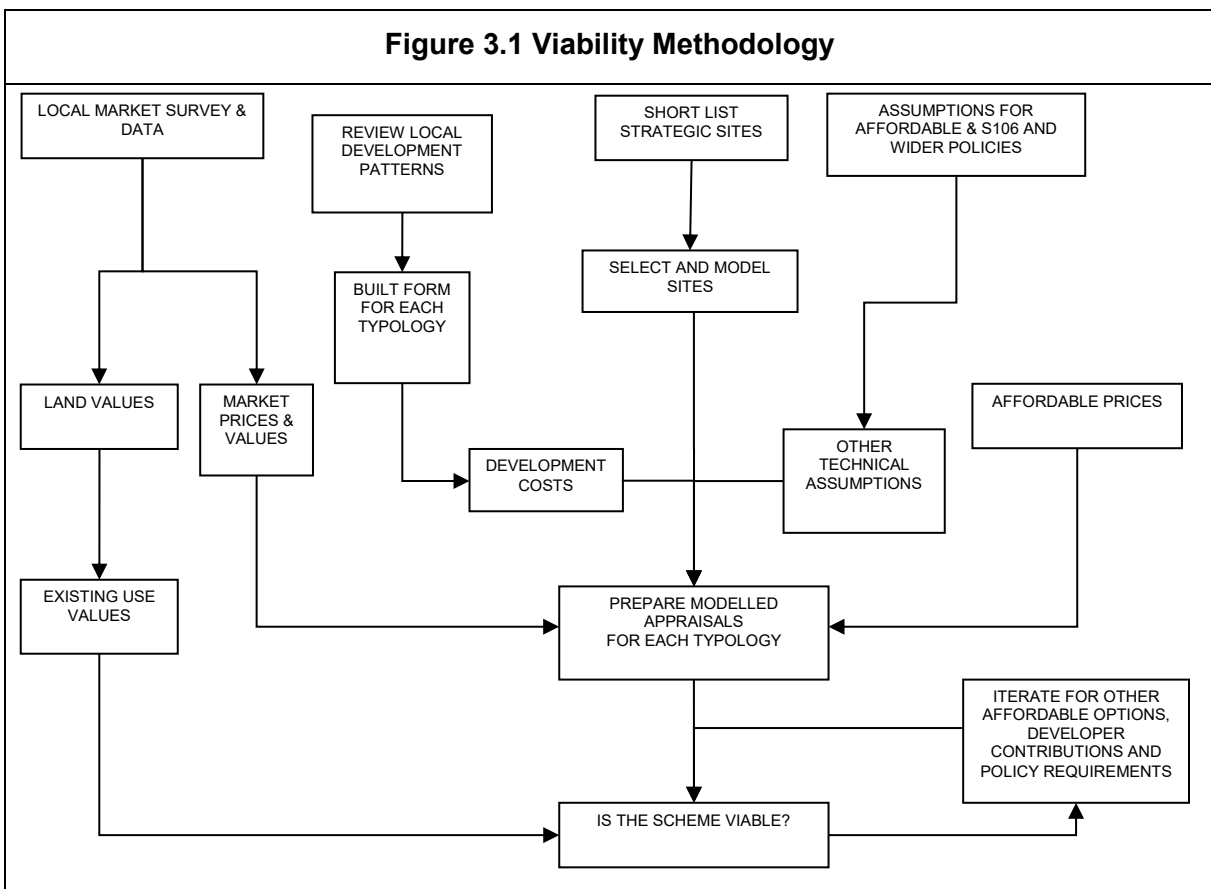 Figure 3.1 Viability Methodology
LOCAL MARKET SURVEY &
DATA
REVIEW LOCAL
DEVELOPMENT
PATTERNS
SHORT LIST
STRATEGIC SITES
ASSUMPTIONS FOR
AFFORDABLE & S106 AND
WIDER POLICIES
BUILT FORM
FOR EACH
TYPOLOGY
SELECT AND MODEL
SITES
LAND VALUES
MARKET
PRICES &
VALUES
AFFORDABLE PRICES
DEVELOPMENT
COSTS
OTHER
TECHNICAL
ASSUMPTIONS
EXISTING USE
VALUES
PREPARE MODELLED
APPRAISALS
FOR EACH TYPOLOGY
ITERATE FOR OTHER
AFFORDABLE OPTIONS,
DEVELOPER
CONTRIBUTIONS AND
POLICY REQUIREMENTS
IS THE SCHEME VIABLE?